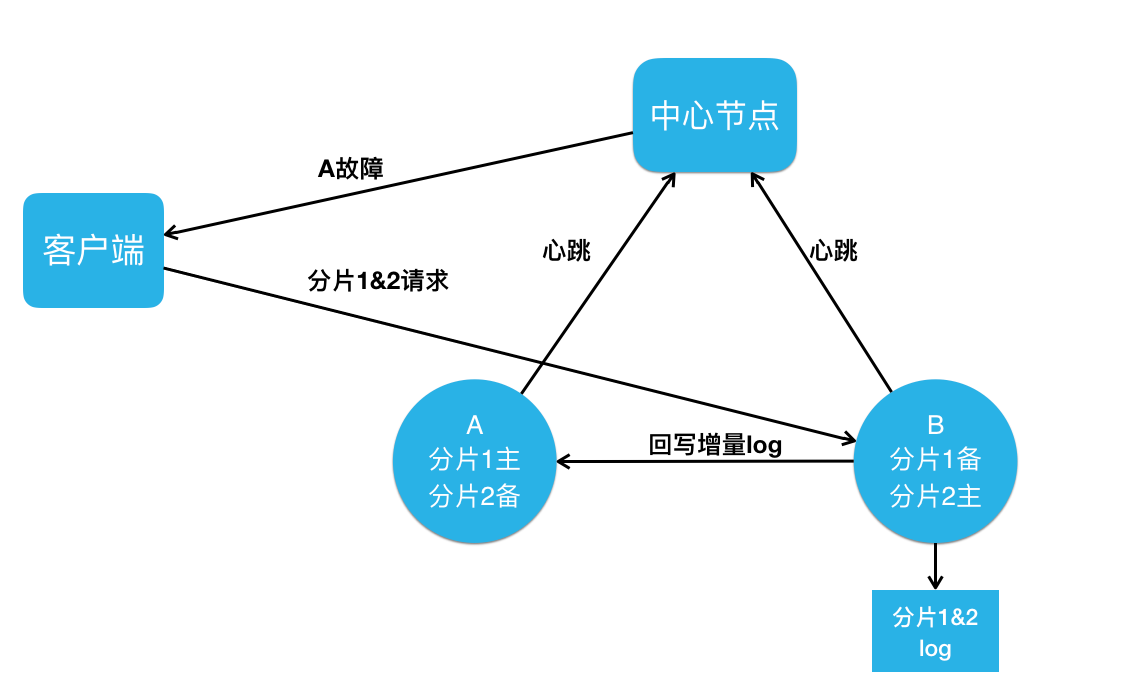 中心节点
A故障
客户端
心跳
心跳
分片1&2请求
A
分片1主
分片2备
回写增量log
B
分片1备
分片2主
分片1&2
log